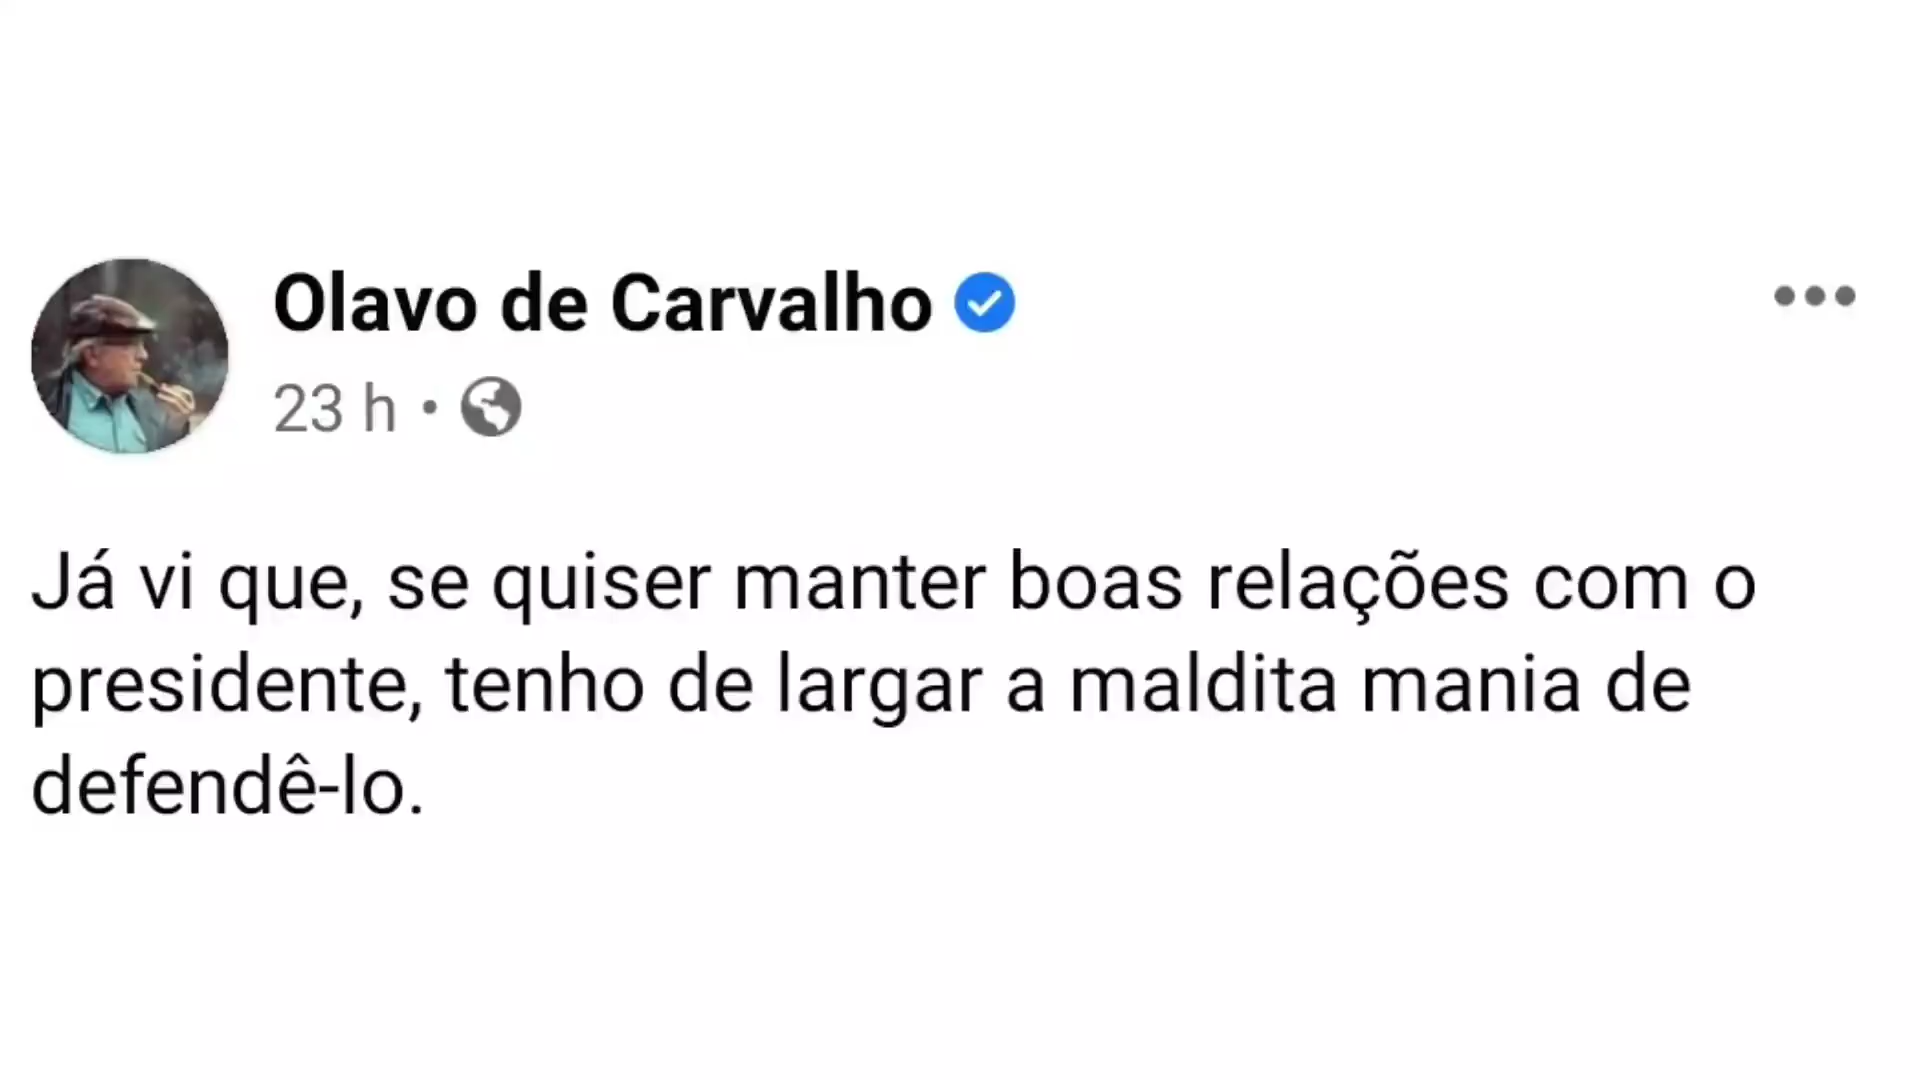 Olavo de Carvalho
23 h •
Já vi que, se quiser manter boas relações com o
presidente, tenho de largar a maldita mania de
defendê-lo.